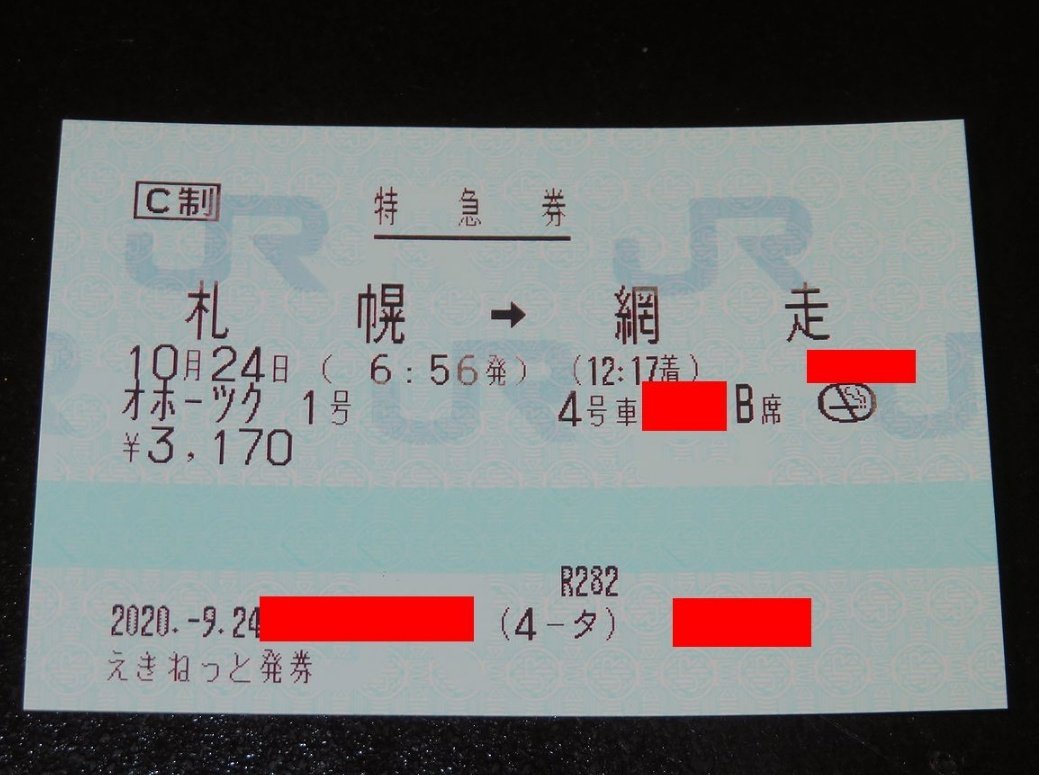 C制 特急券
札幌→網走
10月24日(6:56発)(12:17着)
オホーツク 1号 4号車 B席
¥3,170
R282
2020.-9.24 (4-タ)
えきねっと発券